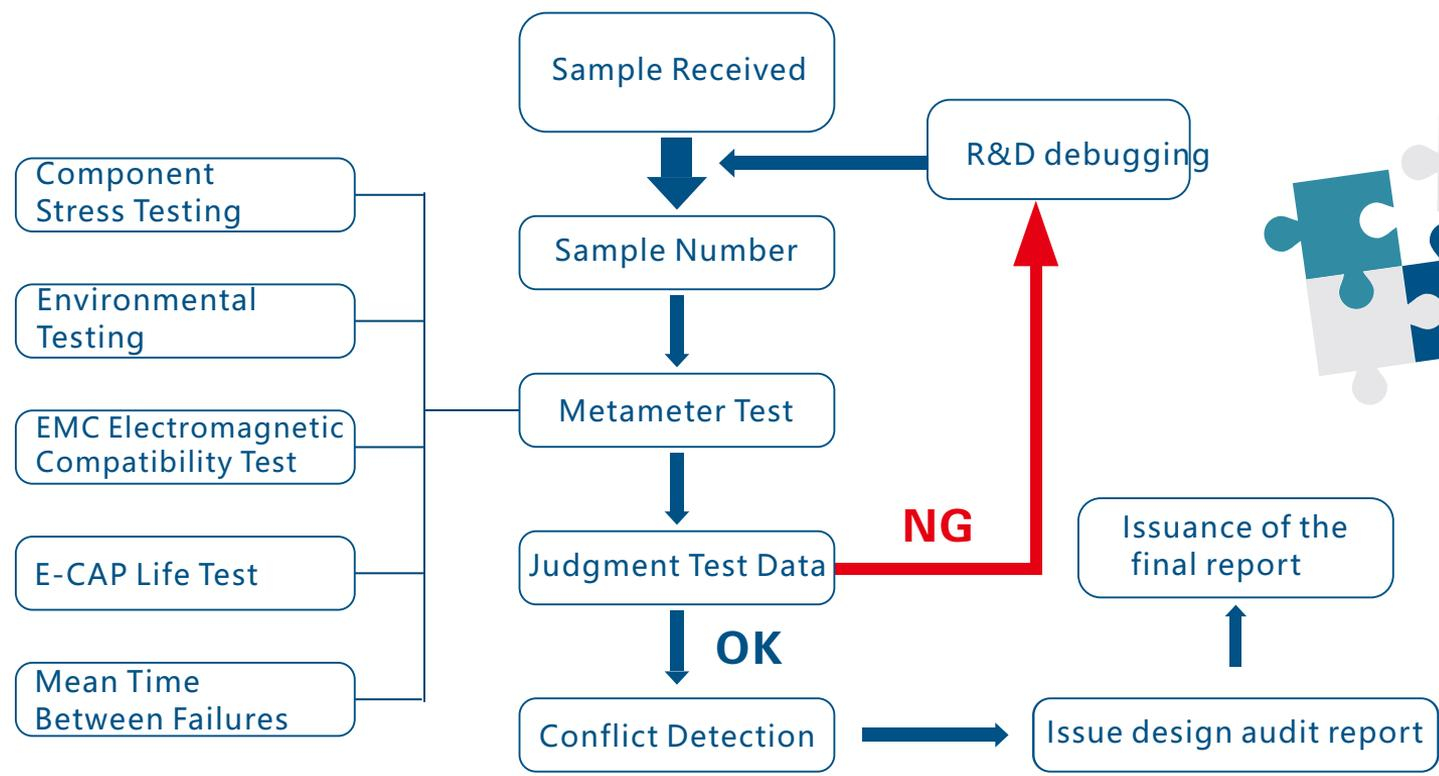 Sample Received
R&D debugging
Component
Stress Testing
Sample Number
Environmental
Testing
Metameter Test
EMC Electromagnetic
Compatibility Test
NG
Issuance of the
final report
Judgment Test Data
E-CAP Life Test
OK
Mean Time
Between Failures
Conflict Detection
Issue design audit report